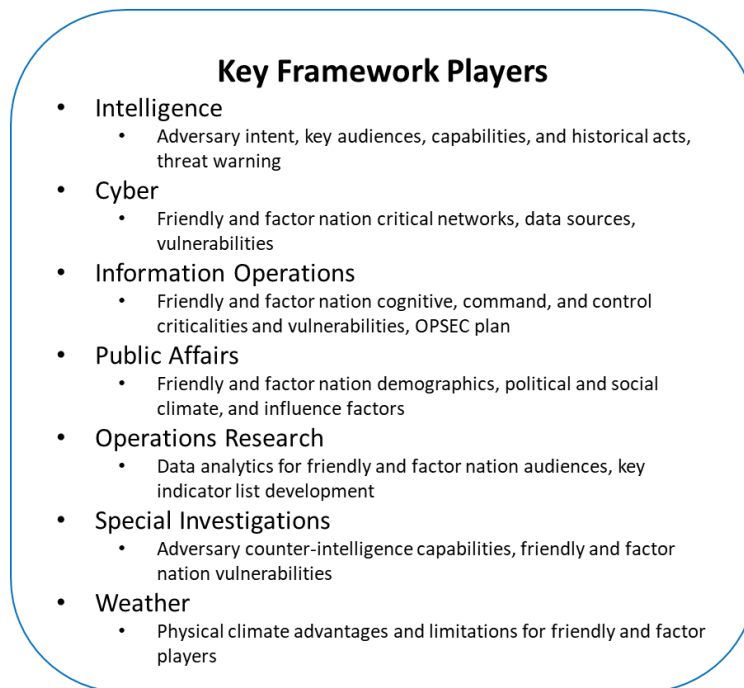 Key Framework Players
• Intelligence
• Adversary intent, key audiences, capabilities, and historical acts,
threat warning
• Cyber
• Friendly and factor nation critical networks, data sources,
vulnerabilities
• Information Operations
• Friendly and factor nation cognitive, command, and control
criticalities and vulnerabilities, OPSEC plan
• Public Affairs
• Friendly and factor nation demographics, political and social
climate, and influence factors
• Operations Research
• Data analytics for friendly and factor nation audiences, key
indicator list development
• Special Investigations
• Adversary counter-intelligence capabilities, friendly and factor
nation vulnerabilities
• Weather
• Physical climate advantages and limitations for friendly and factor
players